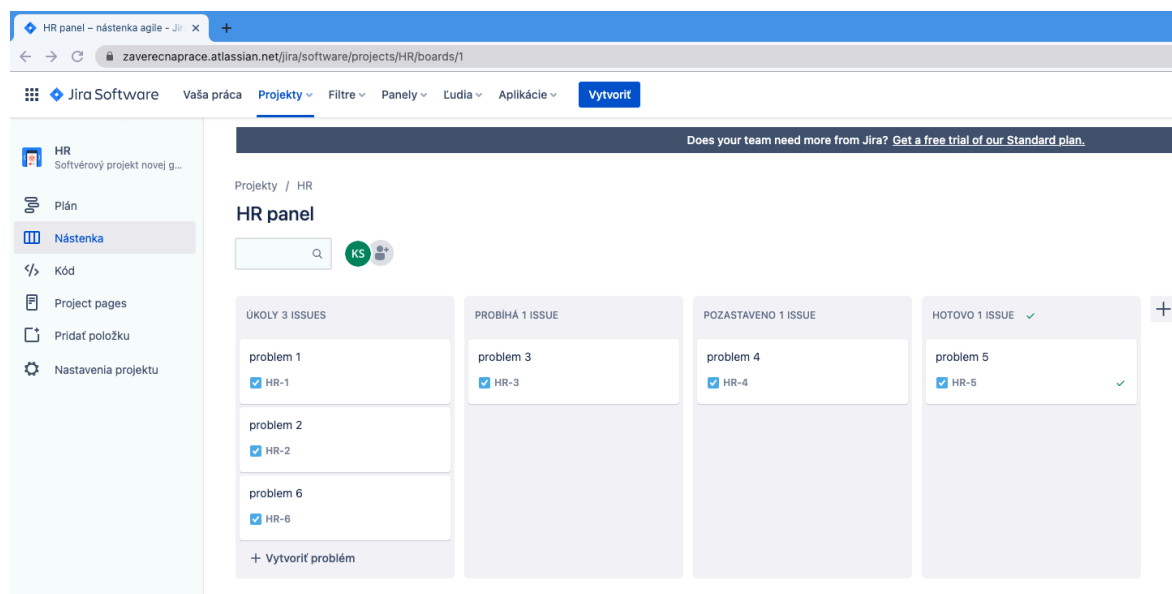 HR panel – nástenka agile - Jir
zaverecnaprace.atlassian.net/jira/software/projects/HR/boards/1
Jira Software Vaša práca Projekty Filtre Panely Ľudia Aplikácie Vytvoriť
Does your team need more from Jira? Get a free trial of our Standard plan.
HR
Softvérový projekt novej g...
Plán
Nástenka
Kód
Project pages
Pridať položku
Nastavenia projektu
Projekty / HR
HR panel
KS
ÚKOLY 3 ISSUES
problem 1
HR-1
problem 2
HR-2
problem 6
HR-6
+ Vytvoriť problém
PROBÍHÁ 1 ISSUE
problem 3
HR-3
POZASTAVENO 1 ISSUE
problem 4
HR-4
HOTOVO 1 ISSUE
problem 5
HR-5